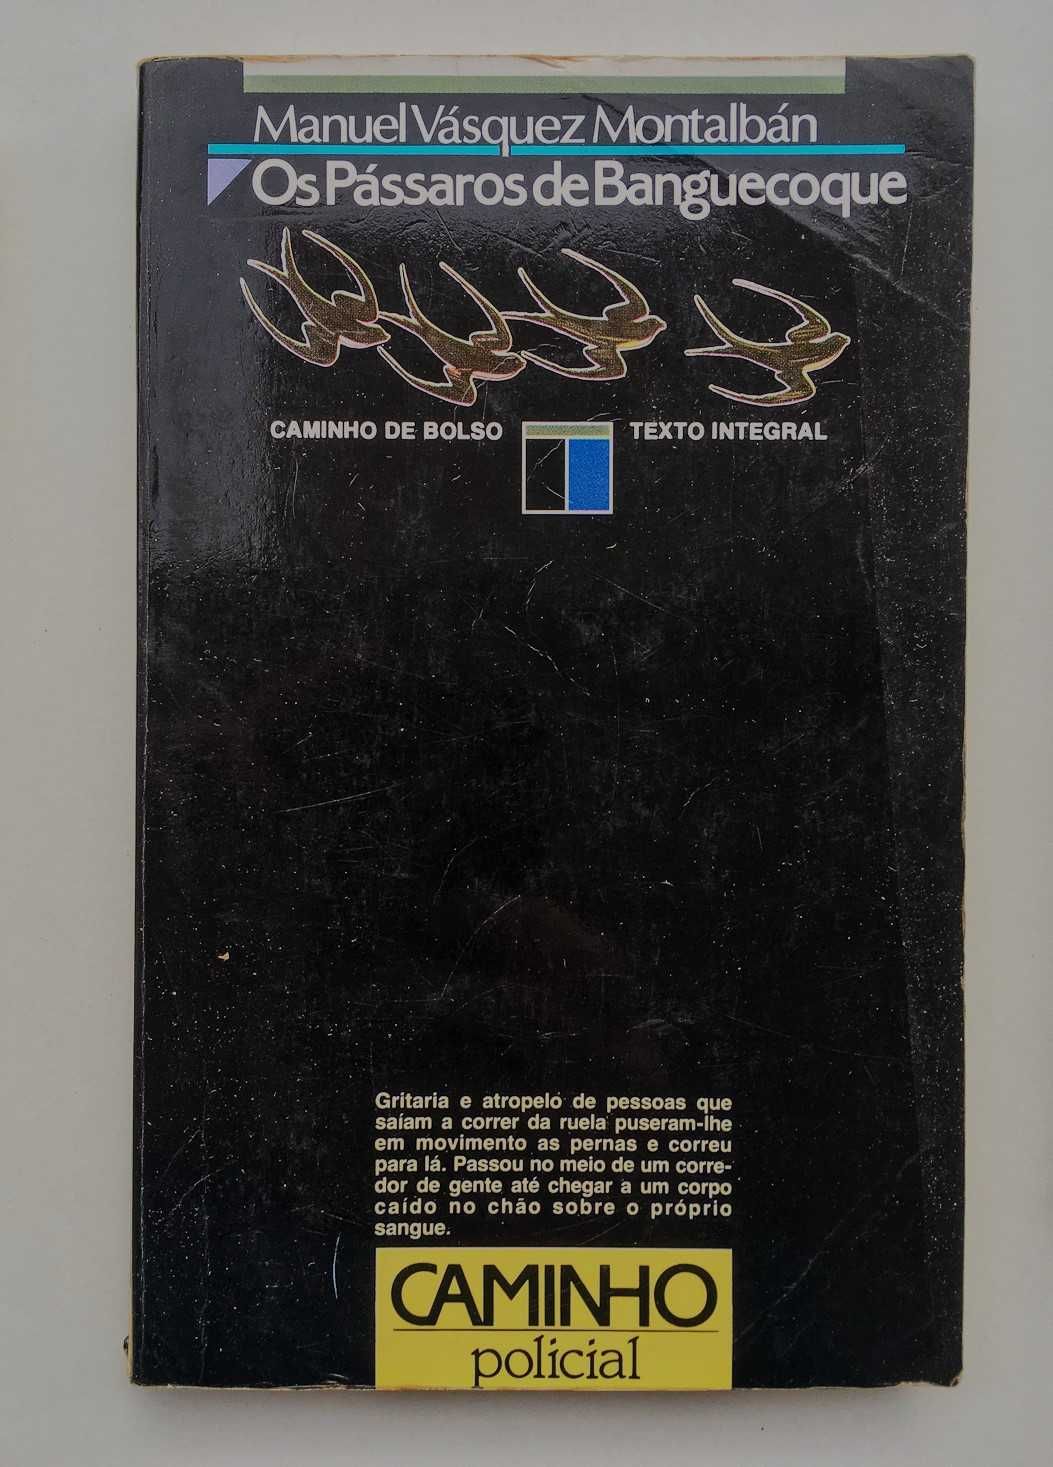 Manuel Vásquez Montalbán
Os Pássaros de Banguecoque
CAMINHO DE BOLSO
TEXTO INTEGRAL
Gritaria e atropelo de pessoas que
saíam a correr da ruela puseram-lhe
em movimento as pernas e correu
para lá. Passou no meio de um corre-
dor de gente até chegar a um corpo
caído no chão sobre o próprio
sangue.
CAMINHO
policial